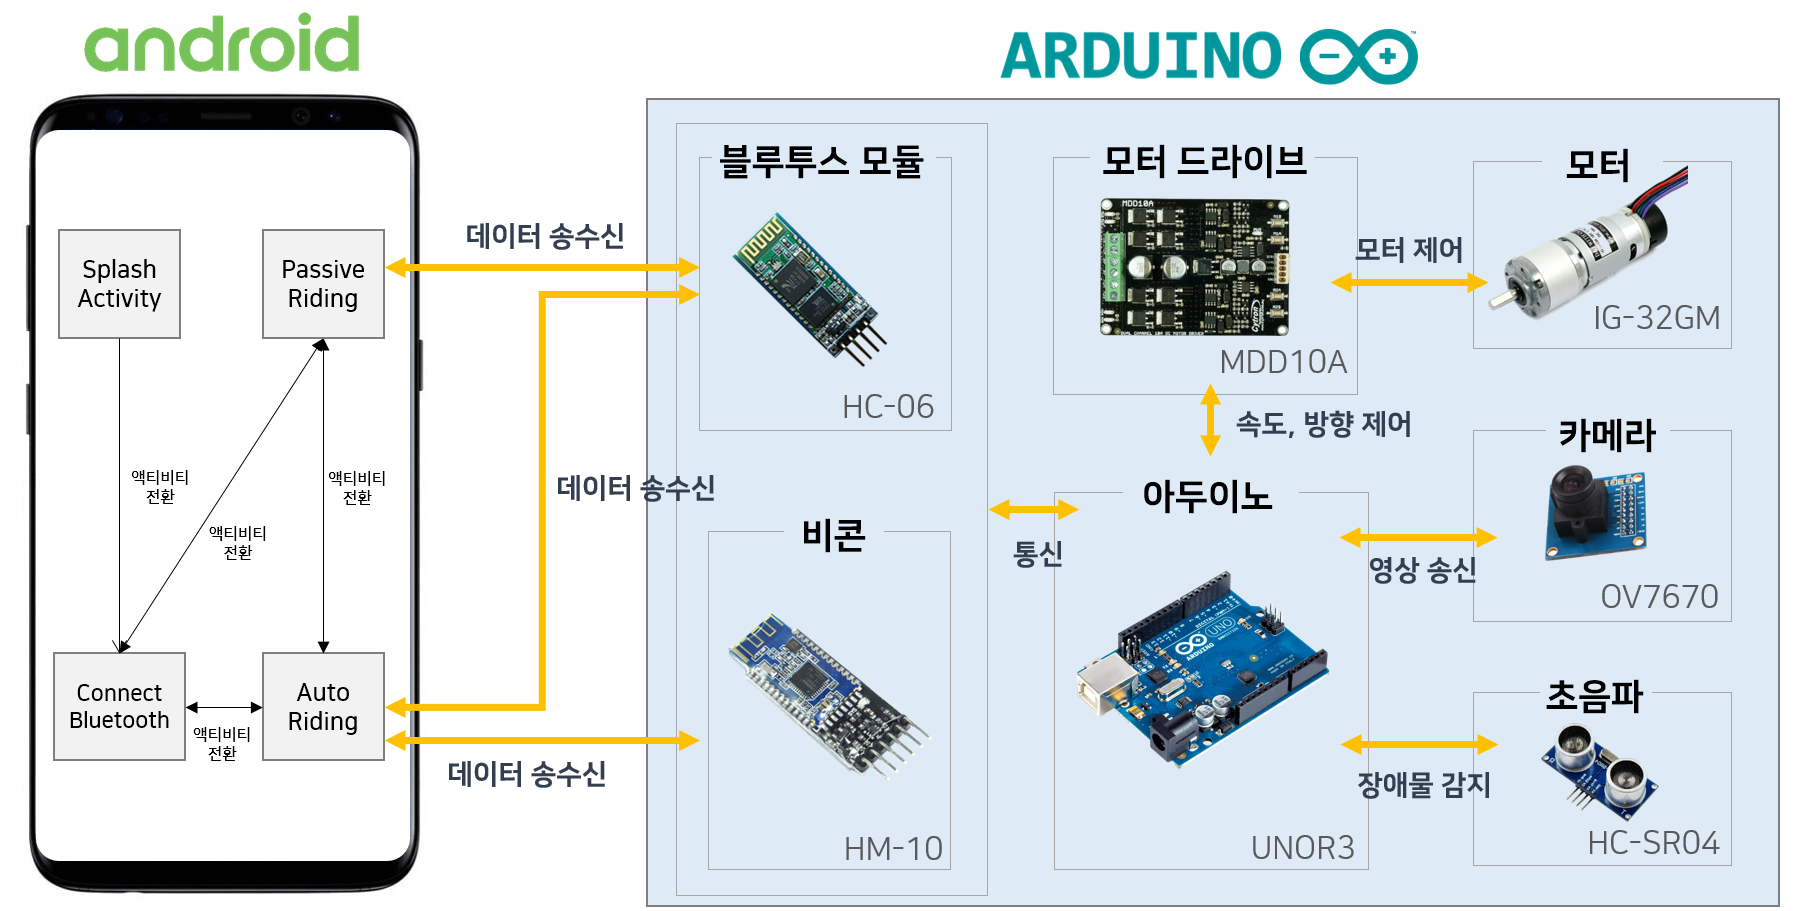 android
ARDUINO
Splash
Activity
Passive
Riding
액티비티
전환
액티비티
전환
액티비티
전환
Connect
Bluetooth
Auto
Riding
액티비티
전환
데이터 송수신
데이터 송수신
데이터 송수신
블루투스 모듈
HC-06
비콘
HM-10
통신
모터 드라이브
MDD10A
Cytron
MDD10A
모터 제어
모터
IG-32GM
속도, 방향 제어
아두이노
UNO
ARDUINO
UNOR3
영상 송신
카메라
OV7670
장애물 감지
초음파
HC-SR04